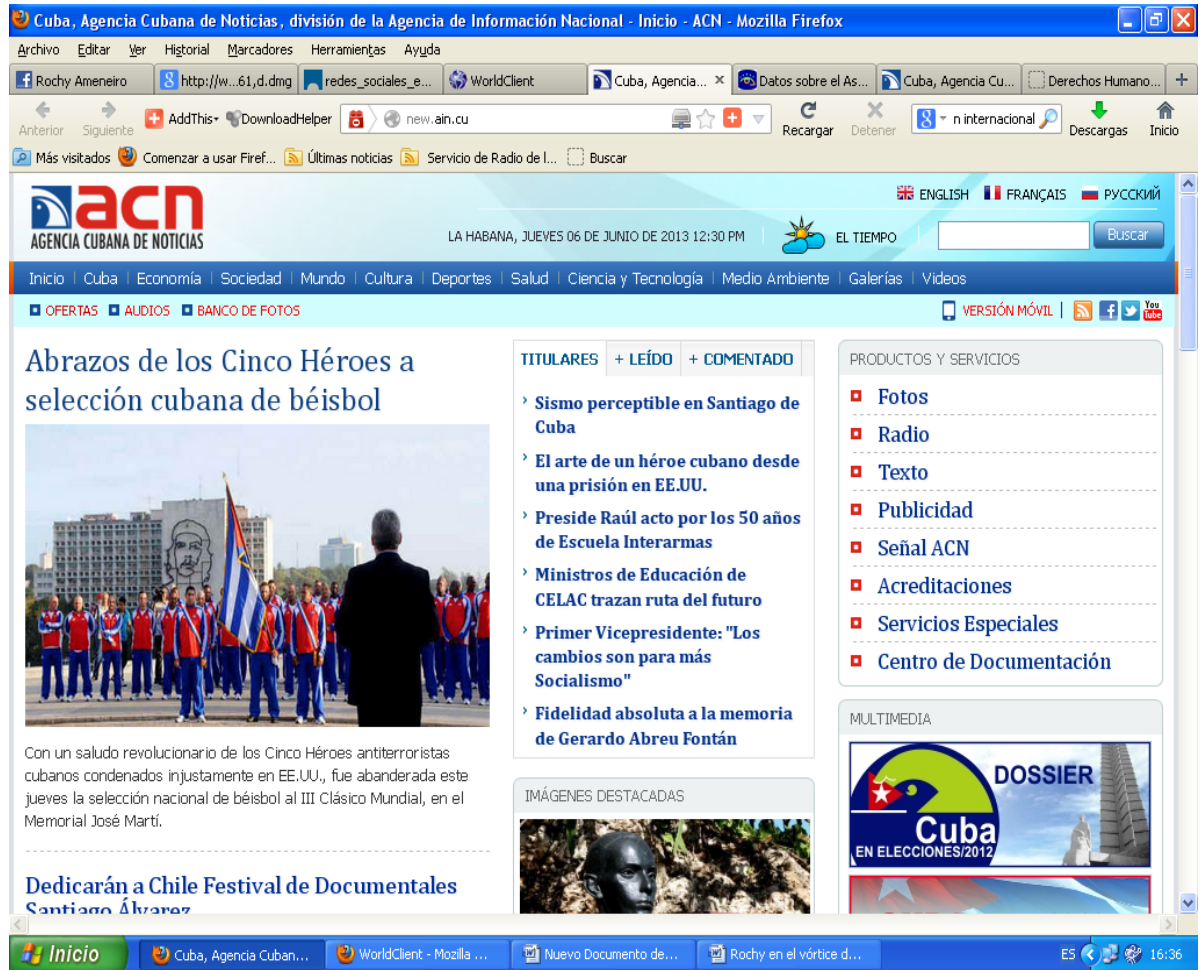 Cuba, Agencia Cubana de Noticias, división de la Agencia de Información Nacional - Inicio - ACN - Mozilla Firefox
Archivo Editar Ver Historial Marcadores Herramientas Ayuda
Rochy Ameneiro http://w...61,d.dmg redes_sociales_e... WorldClient Cuba, Agencia... Datos sobre el As... Cuba, Agencia Cu... Derechos Humano...
Anterior Siguiente AddThis DownloadHelper new.ain.cu Recargar Detener n internacional Descargas Inicio
Más visitados Comenzar a usar Firef... Últimas noticias Servicio de Radio de l... Buscar
acn
AGENCIA CUBANA DE NOTICIAS
ENGLISH FRANÇAIS РУССКИЙ
LA HABANA, JUEVES 06 DE JUNIO DE 2013 12:30 PM EL TIEMPO Buscar
Inicio | Cuba | Economía | Sociedad | Mundo | Cultura | Deportes | Salud | Ciencia y Tecnología | Medio Ambiente | Galerías | Videos
OFERTAS AUDIOS BANCO DE FOTOS
VERSIÓN MÓVIL | You Tube
Abrazos de los Cinco Héroes a
selección cubana de béisbol
Con un saludo revolucionario de los Cinco Héroes antiterroristas
cubanos condenados injustamente en EE.UU., fue abanderada este
jueves la selección nacional de béisbol al III Clásico Mundial, en el
Memorial José Martí.
Dedicarán a Chile Festival de Documentales
Santiago Álvarez
TITULARES + LEÍDO + COMENTADO
Sismo perceptible en Santiago de
Cuba
El arte de un héroe cubano desde
una prisión en EE.UU.
Preside Raúl acto por los 50 años
de Escuela Interarmas
Ministros de Educación de
CELAC trazan ruta del futuro
Primer Vicepresidente: "Los
cambios son para más
Socialismo"
Fidelidad absoluta a la memoria
de Gerardo Abreu Fontán
IMÁGENES DESTACADAS
PRODUCTOS Y SERVICIOS
Fotos
Radio
Texto
Publicidad
Señal ACN
Acreditaciones
Servicios Especiales
Centro de Documentación
MULTIMEDIA
DOSSIER
Cuba
EN ELECCIONES/2012
Inicio Cuba, Agencia Cuban... WorldClient - Mozilla ... Nuevo Documento de... Rochy en el vórtice d... ES 16:36